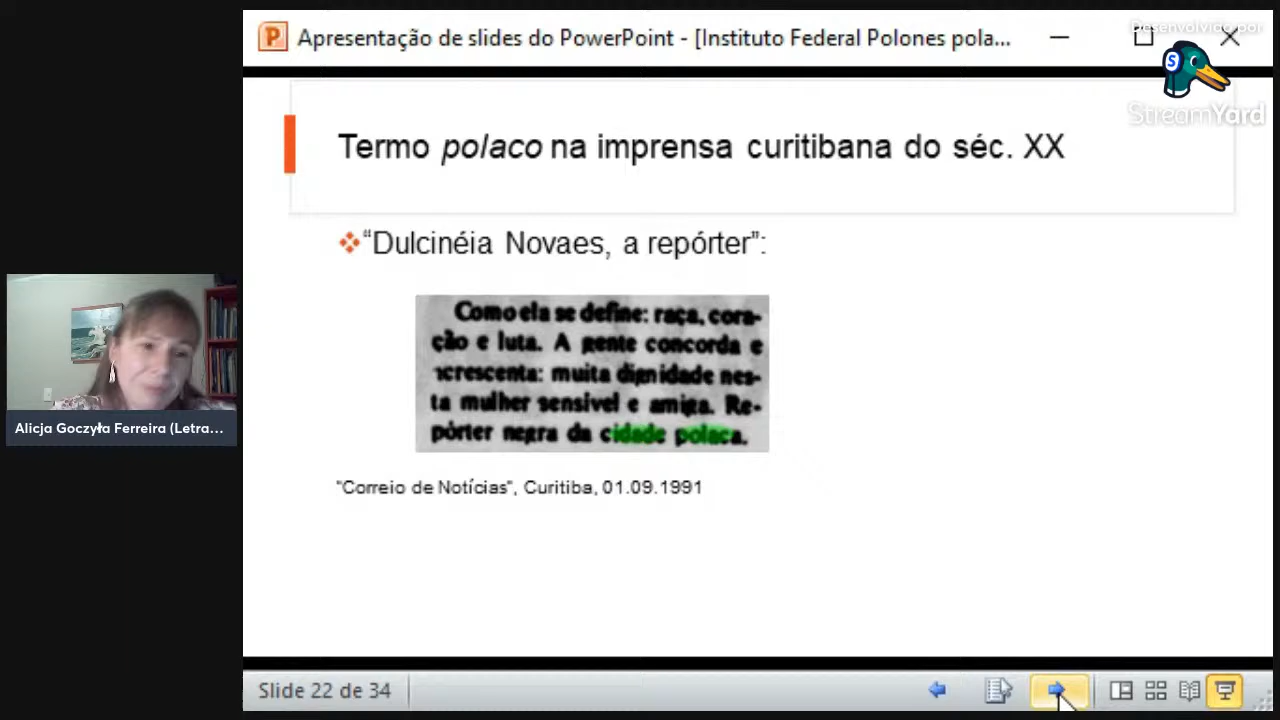 Apresentação de slides do PowerPoint - [Instituto Federal Polones pola...
Desenvolvido por
StreamYard
Termo polaco na imprensa curitibana do séc. XX
“Dulcinéia Novaes, a repórter”:
Como ela se define: raça, cora-
ção e luta. A gente concorda e
acrescenta: muita dignidade nes-
ta mulher sensível e amiga. Re-
pórter negra da cidade polaca.
"Correio de Notícias", Curitiba, 01.09.1991
Alicja Goczyła Ferreira (Letra...
Slide 22 de 34